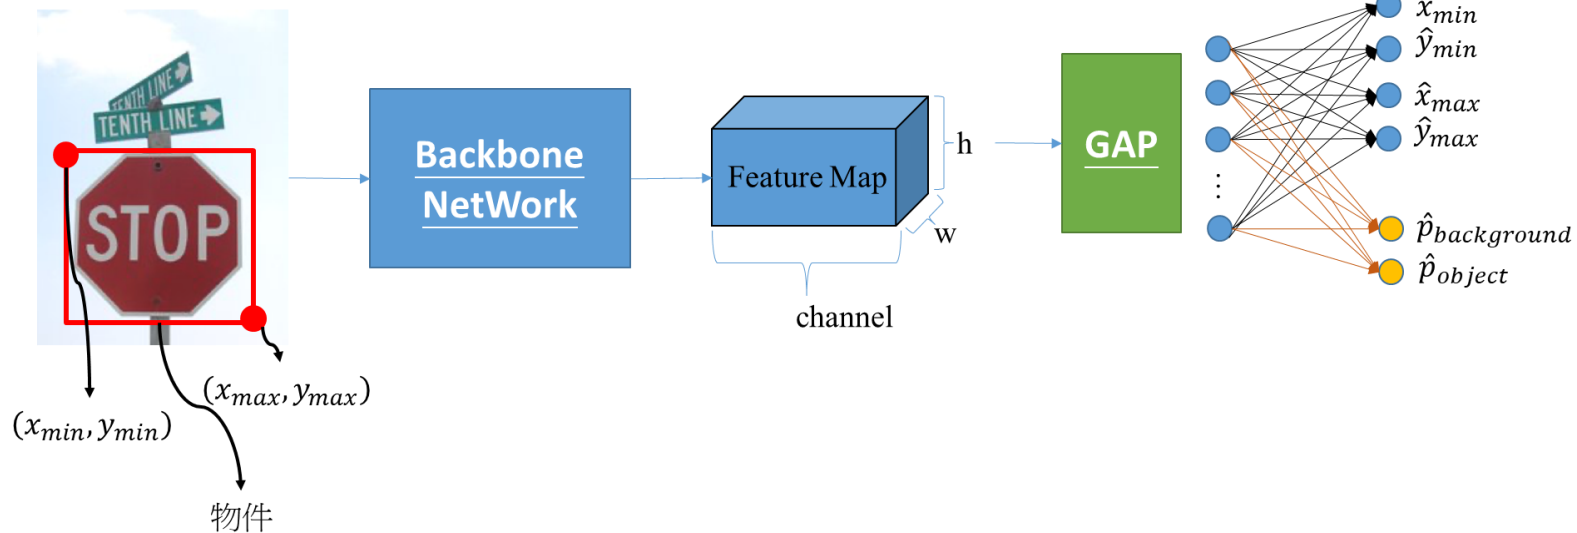 TENTH LINE
TENTH LINE
STOP
(x_min, y_min)
(x_max, y_max)
物件
Backbone
NetWork
Feature Map
h
w
channel
GAP
⋮
x̂_min
ŷ_min
x̂_max
ŷ_max
p̂_background
p̂_object